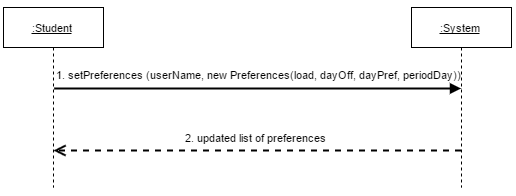 :Student
:System
1. setPreferences (userName, new Preferences(load, dayOff, dayPref, periodDay))
2. updated list of preferences